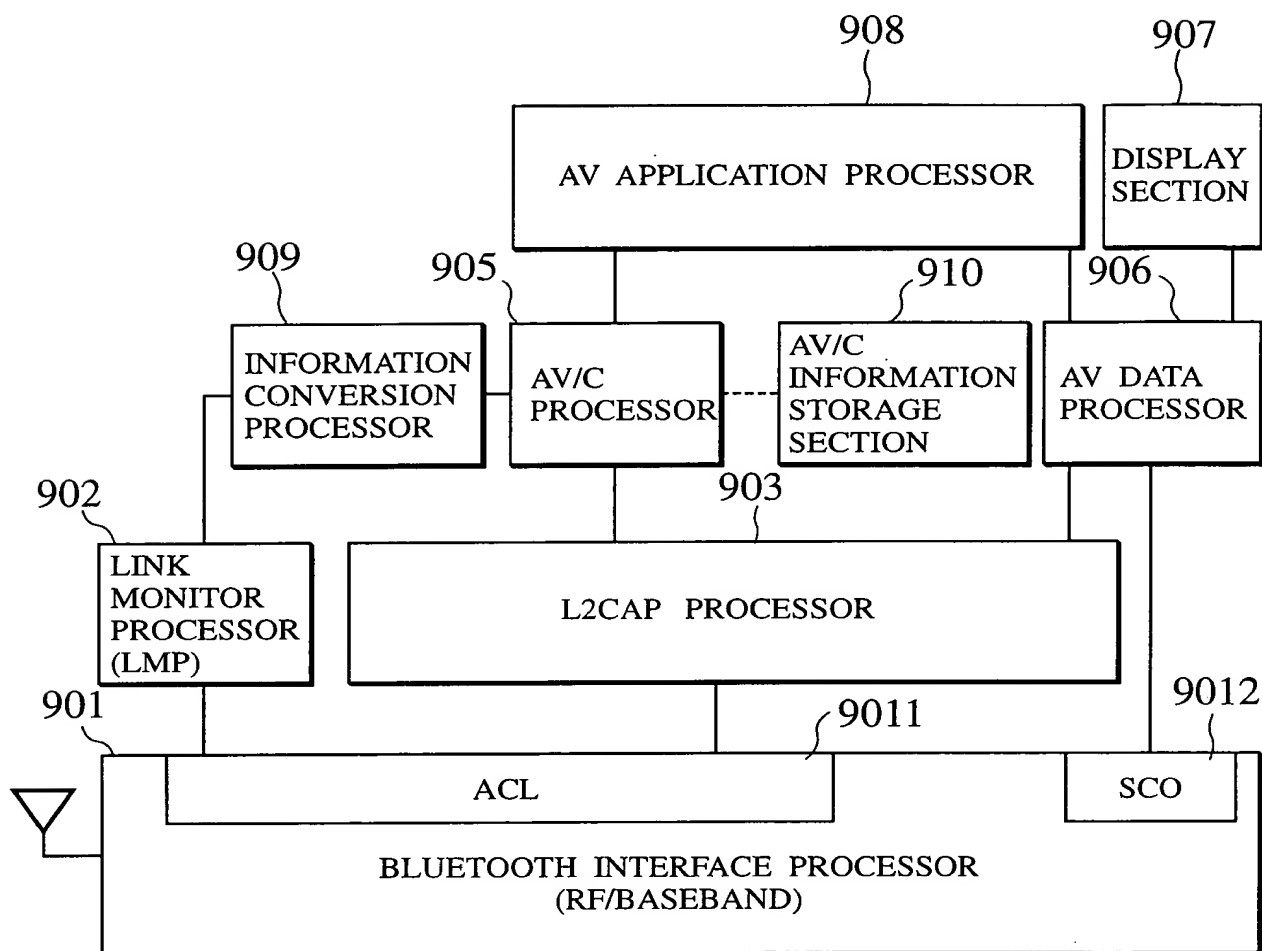 908
907
AV APPLICATION PROCESSOR
DISPLAY
SECTION
909
905
910
906
INFORMATION
CONVERSION
PROCESSOR
AV/C
PROCESSOR
AV/C
INFORMATION
STORAGE
SECTION
AV DATA
PROCESSOR
902
903
LINK
MONITOR
PROCESSOR
(LMP)
L2CAP PROCESSOR
901
9011
9012
ACL
SCO
BLUETOOTH INTERFACE PROCESSOR
(RF/BASEBAND)